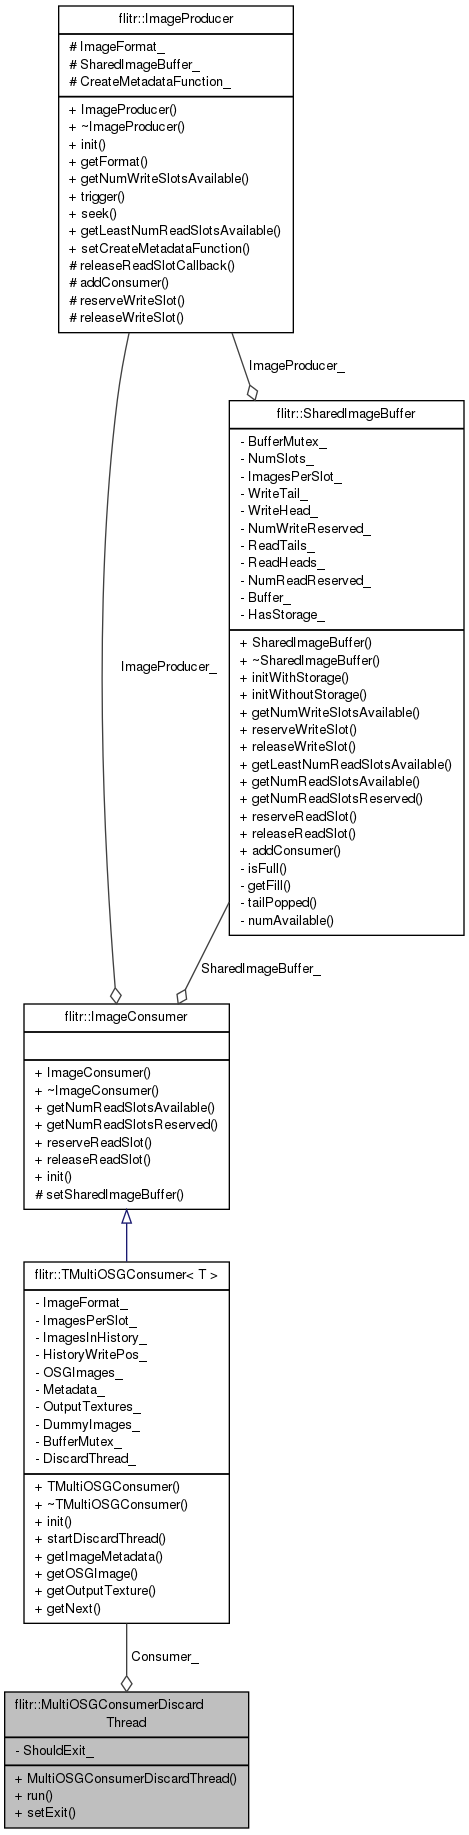 flitr::ImageProducer
# ImageFormat_
# SharedImageBuffer_
# CreateMetadataFunction_
+ ImageProducer()
+ ~ImageProducer()
+ init()
+ getFormat()
+ getNumWriteSlotsAvailable()
+ trigger()
+ seek()
+ getLeastNumReadSlotsAvailable()
+ setCreateMetadataFunction()
# releaseReadSlotCallback()
# addConsumer()
# reserveWriteSlot()
# releaseWriteSlot()
ImageProducer_
flitr::SharedImageBuffer
- BufferMutex_
- NumSlots_
- ImagesPerSlot_
- WriteTail_
- WriteHead_
- NumWriteReserved_
- ReadTails_
- ReadHeads_
- NumReadReserved_
- Buffer_
- HasStorage_
+ SharedImageBuffer()
+ ~SharedImageBuffer()
+ initWithStorage()
+ initWithoutStorage()
+ getNumWriteSlotsAvailable()
+ reserveWriteSlot()
+ releaseWriteSlot()
+ getLeastNumReadSlotsAvailable()
+ getNumReadSlotsAvailable()
+ getNumReadSlotsReserved()
+ reserveReadSlot()
+ releaseReadSlot()
+ addConsumer()
- isFull()
- getFill()
- tailPopped()
- numAvailable()
ImageProducer_
SharedImageBuffer_
flitr::ImageConsumer
+ ImageConsumer()
+ ~ImageConsumer()
+ getNumReadSlotsAvailable()
+ getNumReadSlotsReserved()
+ reserveReadSlot()
+ releaseReadSlot()
+ init()
# setSharedImageBuffer()
flitr::TMultiOSGConsumer< T >
- ImageFormat_
- ImagesPerSlot_
- ImagesInHistory_
- HistoryWritePos_
- OSGImages_
- Metadata_
- OutputTextures_
- DummyImages_
- BufferMutex_
- DiscardThread_
+ TMultiOSGConsumer()
+ ~TMultiOSGConsumer()
+ init()
+ startDiscardThread()
+ getImageMetadata()
+ getOSGImage()
+ getOutputTexture()
+ getNext()
Consumer_
flitr::MultiOSGConsumerDiscard
Thread
- ShouldExit_
+ MultiOSGConsumerDiscardThread()
+ run()
+ setExit()